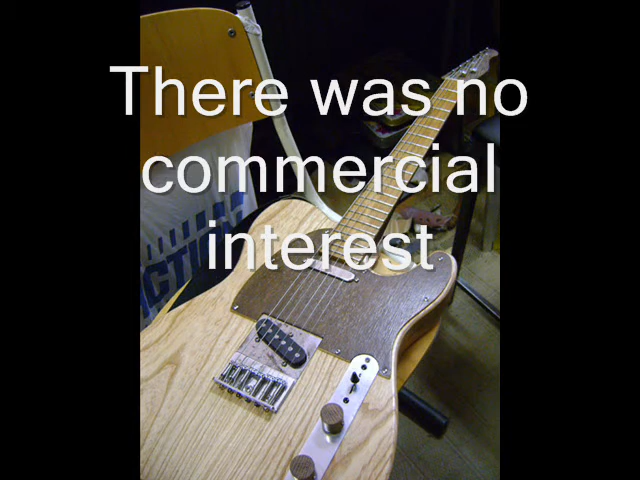 There was no
commercial
interest